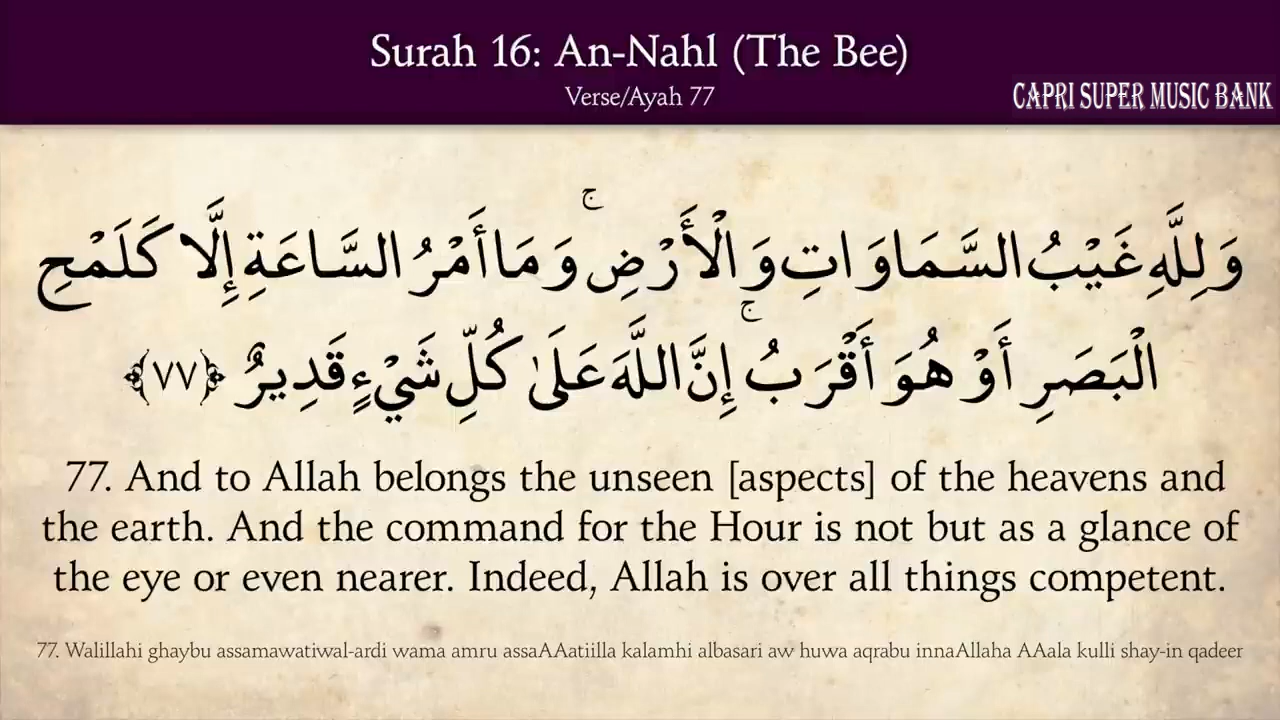 Surah 16: An-Nahl (The Bee)
Verse/Ayah 77
CAPRI SUPER MUSIC BANK
وَلِلَّهِ غَيْبُ السَّمَاوَاتِ وَالْأَرْضِ ۚ وَمَا أَمْرُ السَّاعَةِ إِلَّا كَلَمْحِ
الْبَصَرِ أَوْ هُوَ أَقْرَبُ ۚ إِنَّ اللَّهَ عَلَىٰ كُلِّ شَيْءٍ قَدِيرٌ ﴿٧٧﴾
77. And to Allah belongs the unseen [aspects] of the heavens and
the earth. And the command for the Hour is not but as a glance of
the eye or even nearer. Indeed, Allah is over all things competent.
77. Walillahi ghaybu assamawatiwal-ardi wama amru assaAAatiilla kalamhi albasari aw huwa aqrabu innaAllaha AAala kulli shay-in qadeer